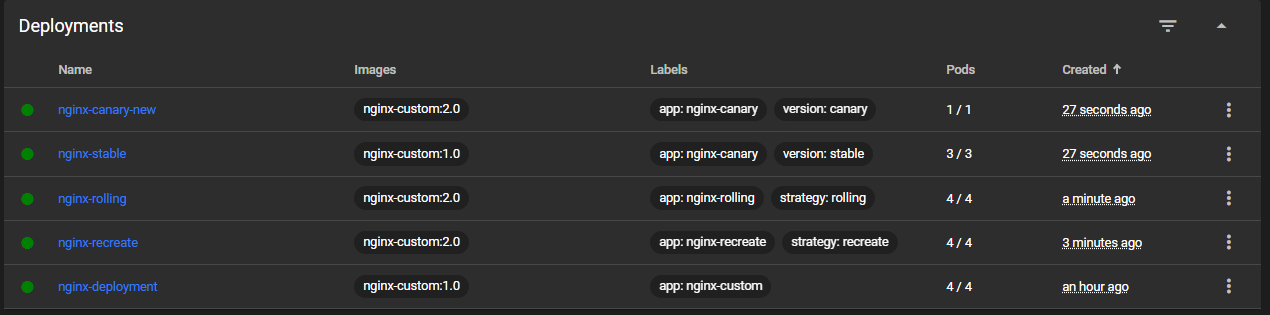 Deployments
Name Images Labels Pods Created
nginx-canary-new nginx-custom:2.0 app: nginx-canary version: canary 1 / 1 27 seconds ago
nginx-stable nginx-custom:1.0 app: nginx-canary version: stable 3 / 3 27 seconds ago
nginx-rolling nginx-custom:2.0 app: nginx-rolling strategy: rolling 4 / 4 a minute ago
nginx-recreate nginx-custom:2.0 app: nginx-recreate strategy: recreate 4 / 4 3 minutes ago
nginx-deployment nginx-custom:1.0 app: nginx-custom 4 / 4 an hour ago